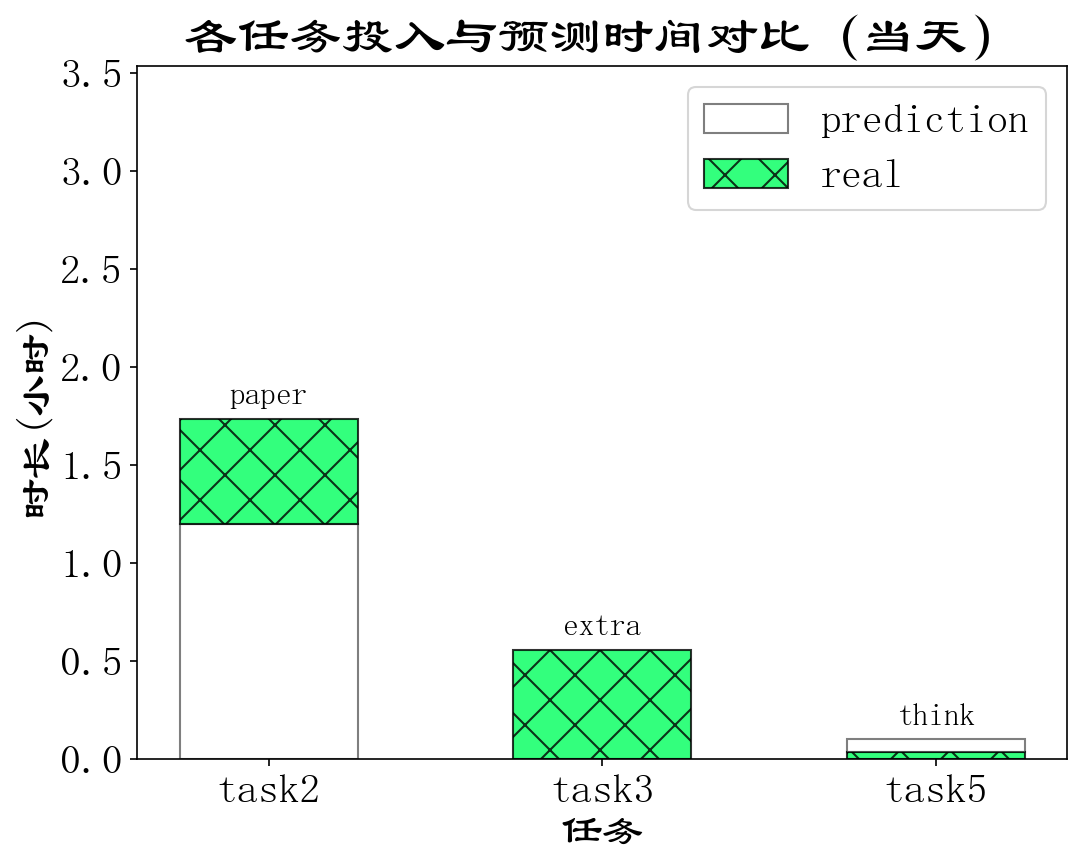 各任务投入与预测时间对比 (当天)
prediction
real
时长(小时)
3.5
3.0
2.5
2.0
1.5
1.0
0.5
0.0
paper
extra
think
task2 task3 task5
任务